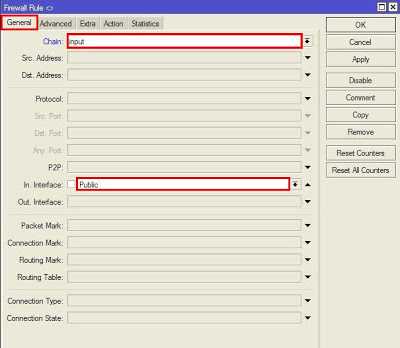 Firewall Rule <>
General Advanced Extra Action Statistics
Chain: input
Src. Address:
Dst. Address:
Protocol:
Src. Port:
Dst. Port:
Any. Port:
P2P:
In. Interface: Public
Out. Interface:
Packet Mark:
Connection Mark:
Routing Mark:
Routing Table:
Connection Type:
Connection State:
OK
Cancel
Apply
Disable
Comment
Copy
Remove
Reset Counters
Reset All Counters